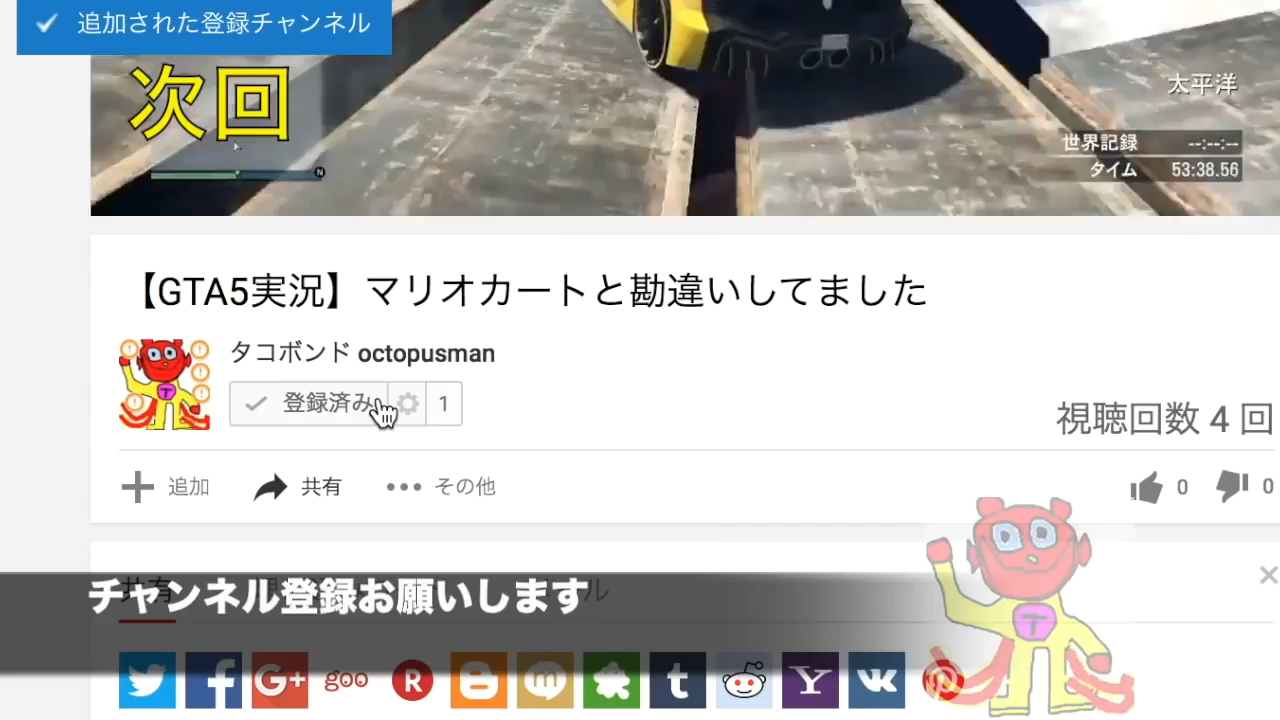 追加された登録チャンネル
次回
N
太平洋
世界記録 --:--:--
タイム 53:38.56
【GTA5実況】マリオカートと勘違いしてました
タコボンド octopusman
登録済み 1
視聴回数 4 回
追加 共有 その他
0 0
共有
チャンネル登録お願いします
T
G+ goo R B m t Y VK